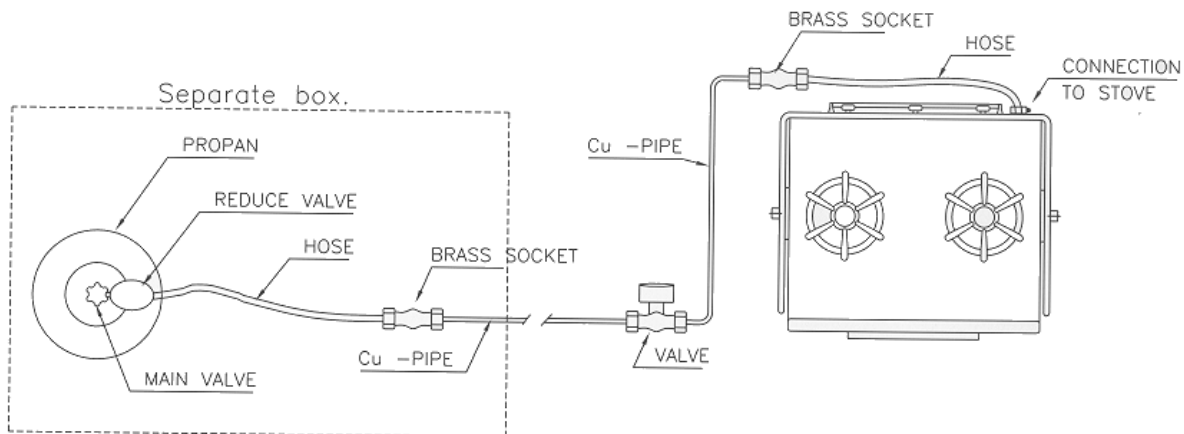 BRASS SOCKET
HOSE
CONNECTION
TO STOVE
Separate box.
PROPAN
Cu -PIPE
REDUCE VALVE
HOSE
BRASS SOCKET
Cu -PIPE
VALVE
MAIN VALVE